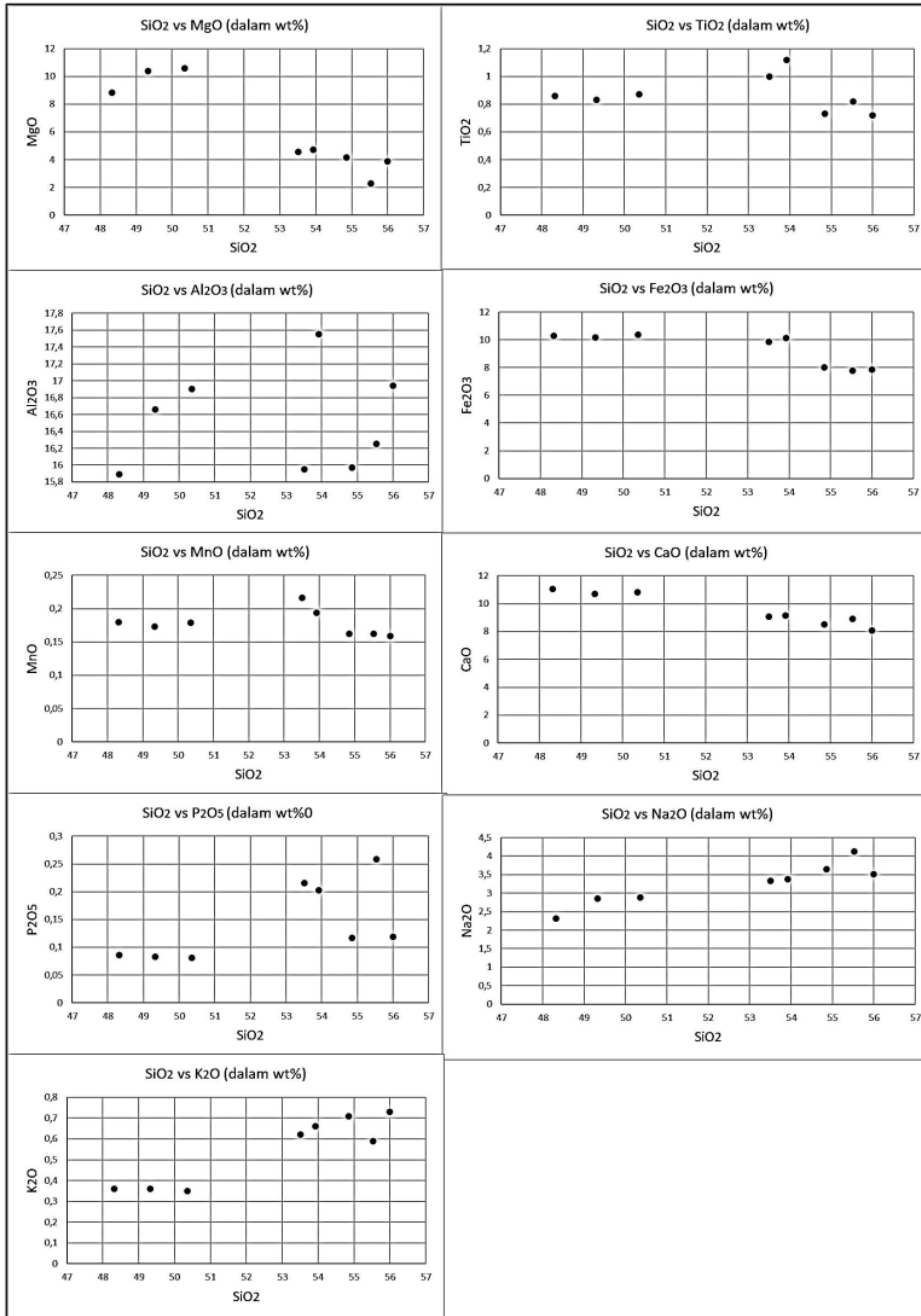 SiO2 vs MgO (dalam wt%)
12
10
8
6
4
2
0
MgO
47 48 49 50 51 52 53 54 55 56 57
SiO2
SiO2 vs TiO2 (dalam wt%)
1,2
1
0,8
0,6
0,4
0,2
0
TiO2
47 48 49 50 51 52 53 54 55 56 57
SiO2
SiO2 vs Al2O3 (dalam wt%)
17,8
17,6
17,4
17,2
17
16,8
16,6
16,4
16,2
16
15,8
Al2O3
47 48 49 50 51 52 53 54 55 56 57
SiO2
SiO2 vs Fe2O3 (dalam wt%)
12
10
8
6
4
2
0
Fe2O3
47 48 49 50 51 52 53 54 55 56 57
SiO2
SiO2 vs MnO (dalam wt%)
0,25
0,2
0,15
0,1
0,05
0
MnO
47 48 49 50 51 52 53 54 55 56 57
SiO2
SiO2 vs CaO (dalam wt%)
12
10
8
6
4
2
0
CaO
47 48 49 50 51 52 53 54 55 56 57
SiO2
SiO2 vs P2O5 (dalam wt%0
0,3
0,25
0,2
0,15
0,1
0,05
0
P2O5
47 48 49 50 51 52 53 54 55 56 57
SiO2
SiO2 vs Na2O (dalam wt%)
4,5
4
3,5
3
2,5
2
1,5
1
0,5
0
Na2O
47 48 49 50 51 52 53 54 55 56 57
SiO2
SiO2 vs K2O (dalam wt%)
0,8
0,7
0,6
0,5
0,4
0,3
0,2
0,1
0
K2O
47 48 49 50 51 52 53 54 55 56 57
SiO2